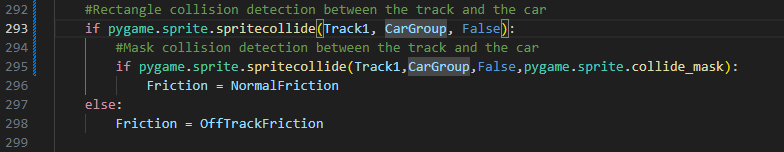 292 #Rectangle collision detection between the track and the car
293 if pygame.sprite.spritecollide(Track1, CarGroup, False):
294 #Mask collision detection between the track and the car
295 if pygame.sprite.spritecollide(Track1,CarGroup,False,pygame.sprite.collide_mask):
296 Friction = NormalFriction
297 else:
298 Friction = OffTrackFriction
299